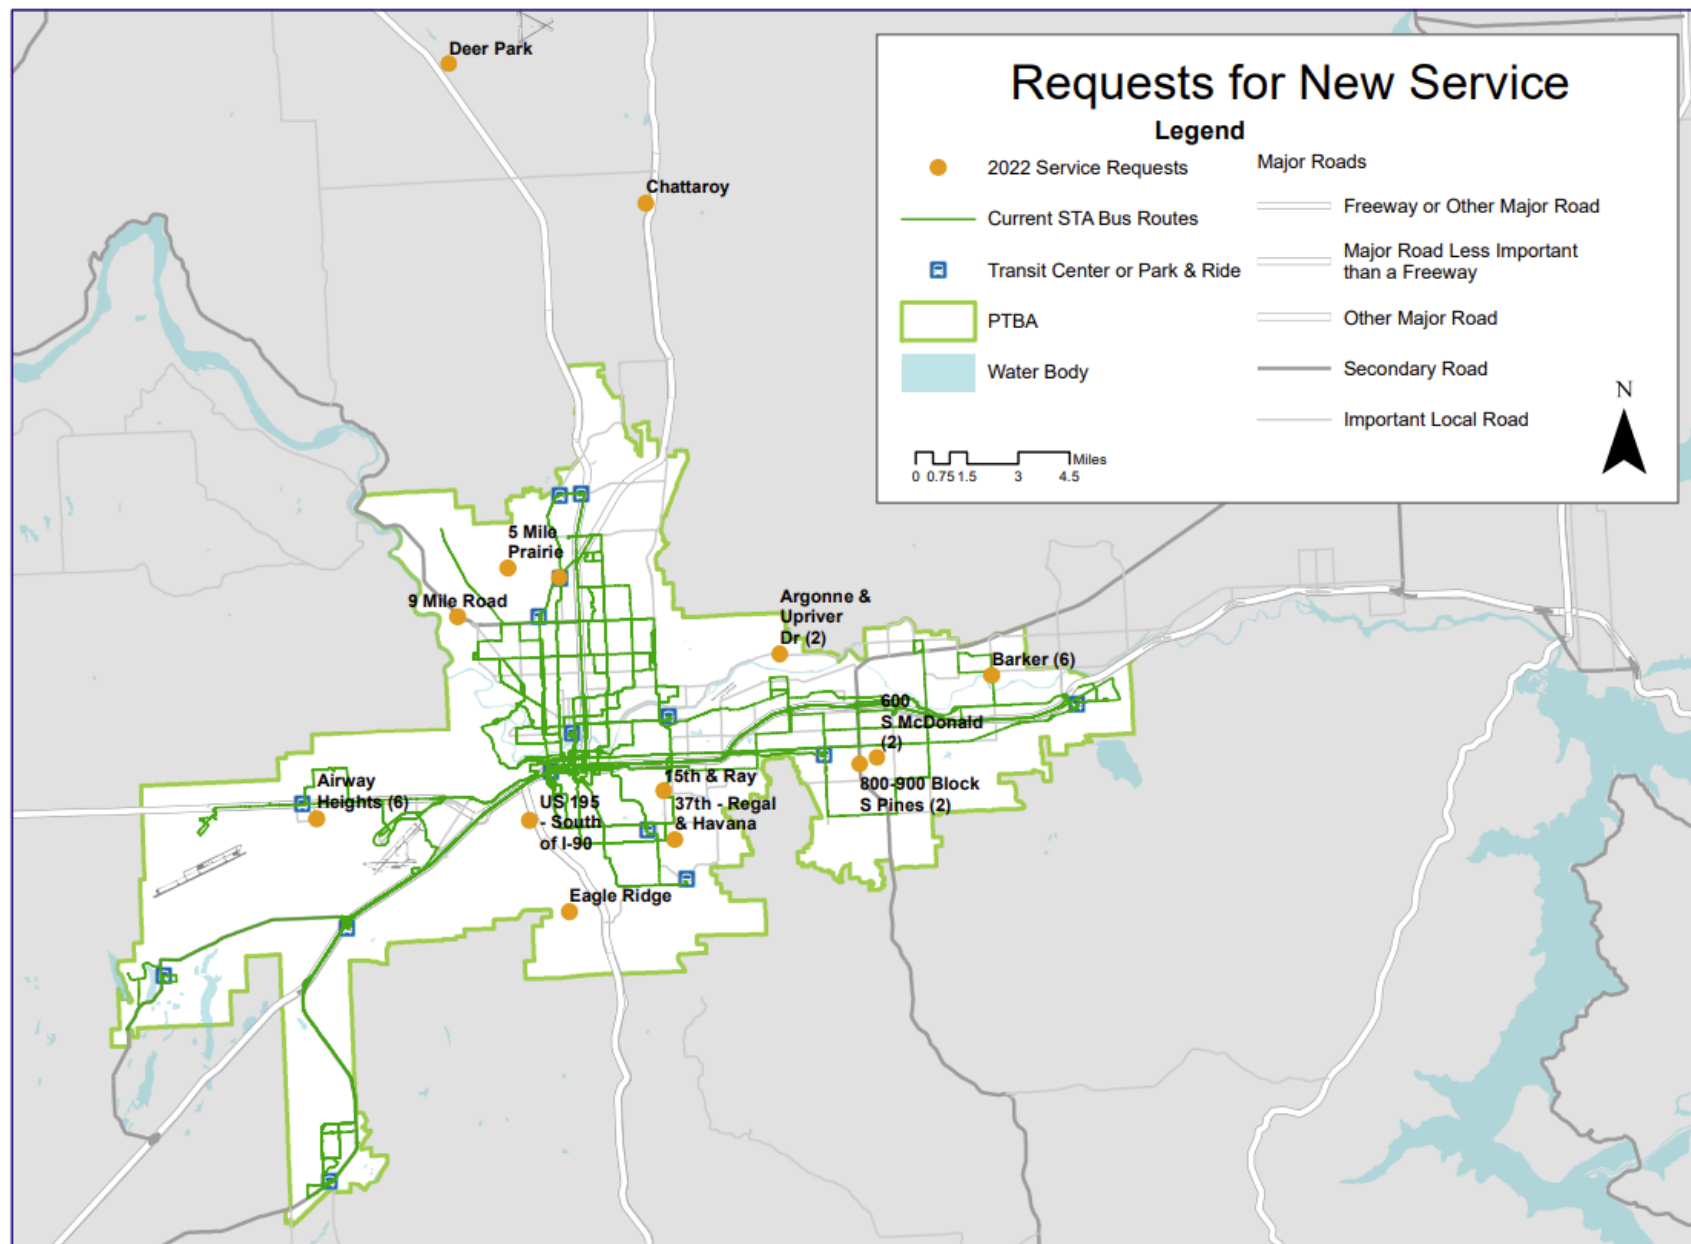 Deer Park
Requests for New Service
Legend
2022 Service Requests
Current STA Bus Routes
Transit Center or Park & Ride
PTBA
Water Body
Major Roads
Freeway or Other Major Road
Major Road Less Important
than a Freeway
Other Major Road
Secondary Road
Important Local Road
N
Miles
0 0.75 1.5 3 4.5
Chattaroy
5 Mile
Prairie
9 Mile Road
Argonne &
Upriver
Dr (2)
Barker (6)
600
S McDonald
(2)
800-900 Block
S Pines (2)
15th & Ray
37th - Regal
& Havana
Airway
Heights (6)
US 195
- South
of I-90
Eagle Ridge